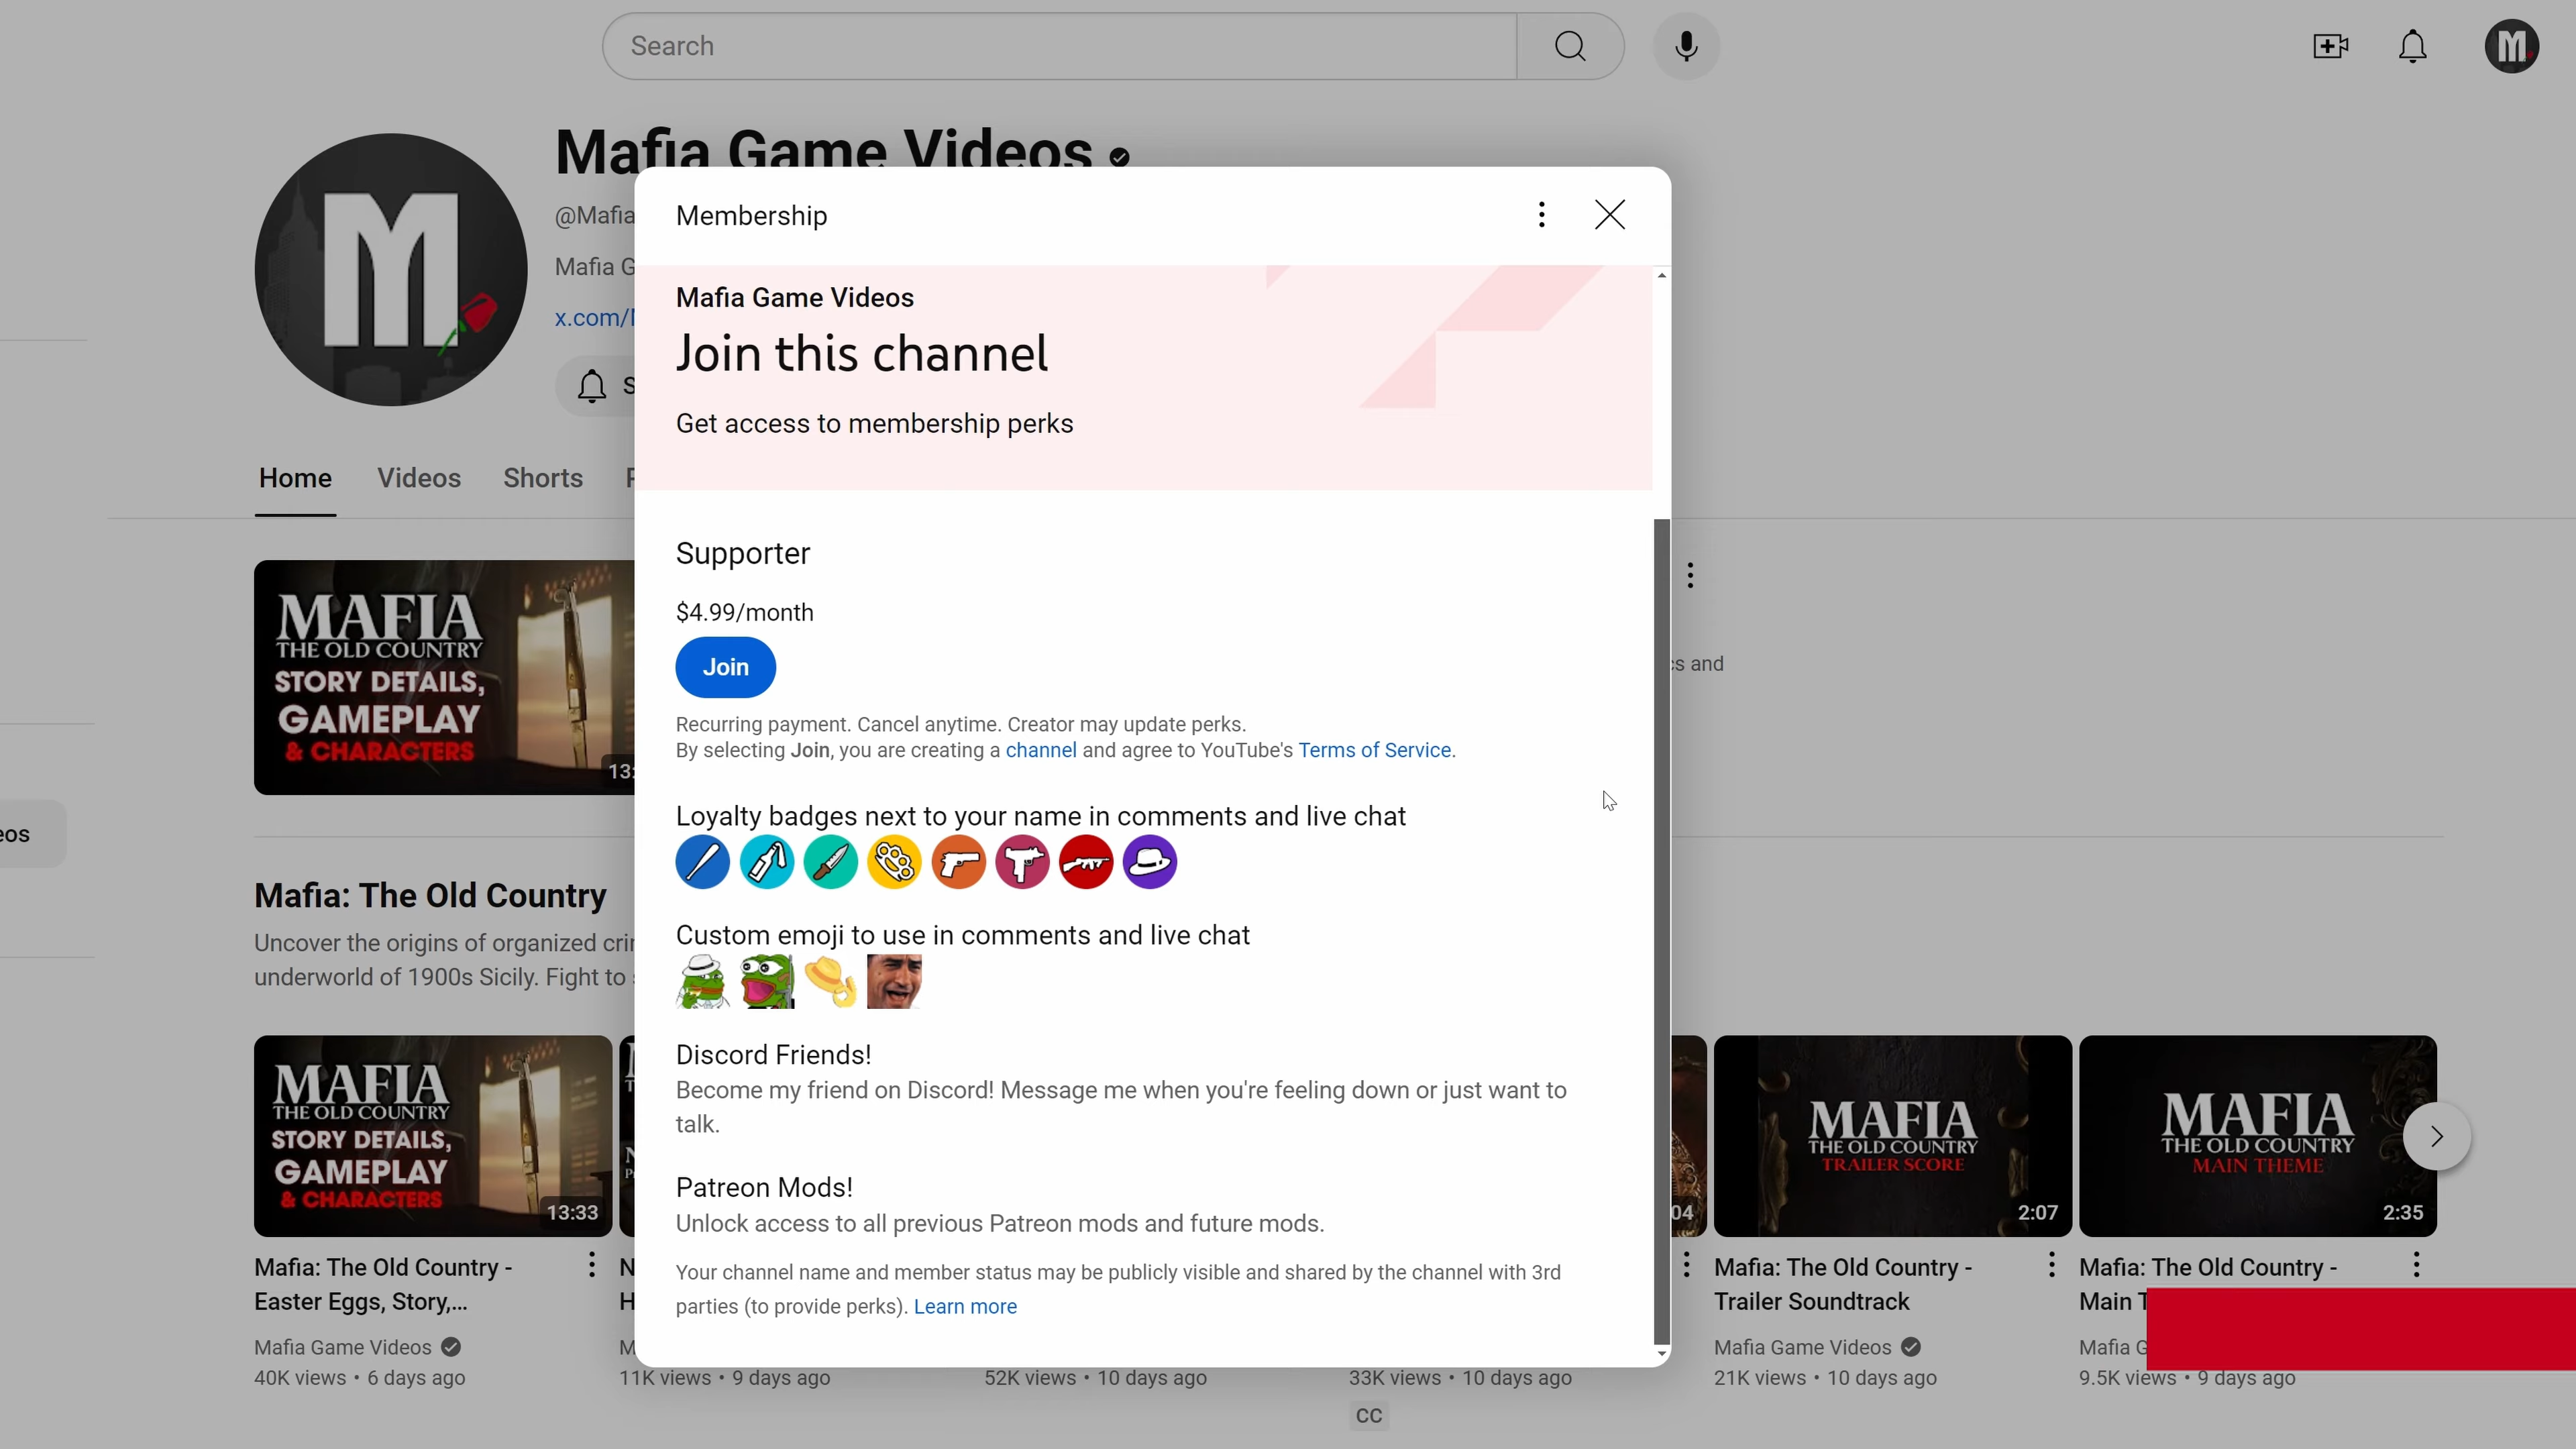 Search
Mafia Game Videos
@Mafia
Mafia G
x.com/
Home
Videos
Shorts
Membership
Mafia Game Videos
Join this channel
Get access to membership perks
Supporter
$4.99/month
Join
Recurring payment. Cancel anytime. Creator may update perks.
By selecting Join, you are creating a channel and agree to YouTube's Terms of Service.
Loyalty badges next to your name in comments and live chat
Custom emoji to use in comments and live chat
Discord Friends!
Become my friend on Discord! Message me when you're feeling down or just want to
talk.
Patreon Mods!
Unlock access to all previous Patreon mods and future mods.
Your channel name and member status may be publicly visible and shared by the channel with 3rd
parties (to provide perks). Learn more
MAFIA
THE OLD COUNTRY
STORY DETAILS,
GAMEPLAY
& CHARACTERS
13:
cs and
eos
Mafia: The Old Country
Uncover the origins of organized cri
underworld of 1900s Sicily. Fight to
MAFIA
THE OLD COUNTRY
STORY DETAILS,
GAMEPLAY
& CHARACTERS
13:33
Mafia: The Old Country -
Easter Eggs, Story,...
Mafia Game Videos
40K views • 6 days ago
11K views • 9 days ago
52K views • 10 days ago
33K views • 10 days ago
CC
04
MAFIA
THE OLD COUNTRY
TRAILER SCORE
2:07
Mafia: The Old Country -
Trailer Soundtrack
Mafia Game Videos
21K views • 10 days ago
MAFIA
THE OLD COUNTRY
MAIN THEME
2:35
Mafia: The Old Country -
Main
Mafia G
9.5K views • 9 days ago